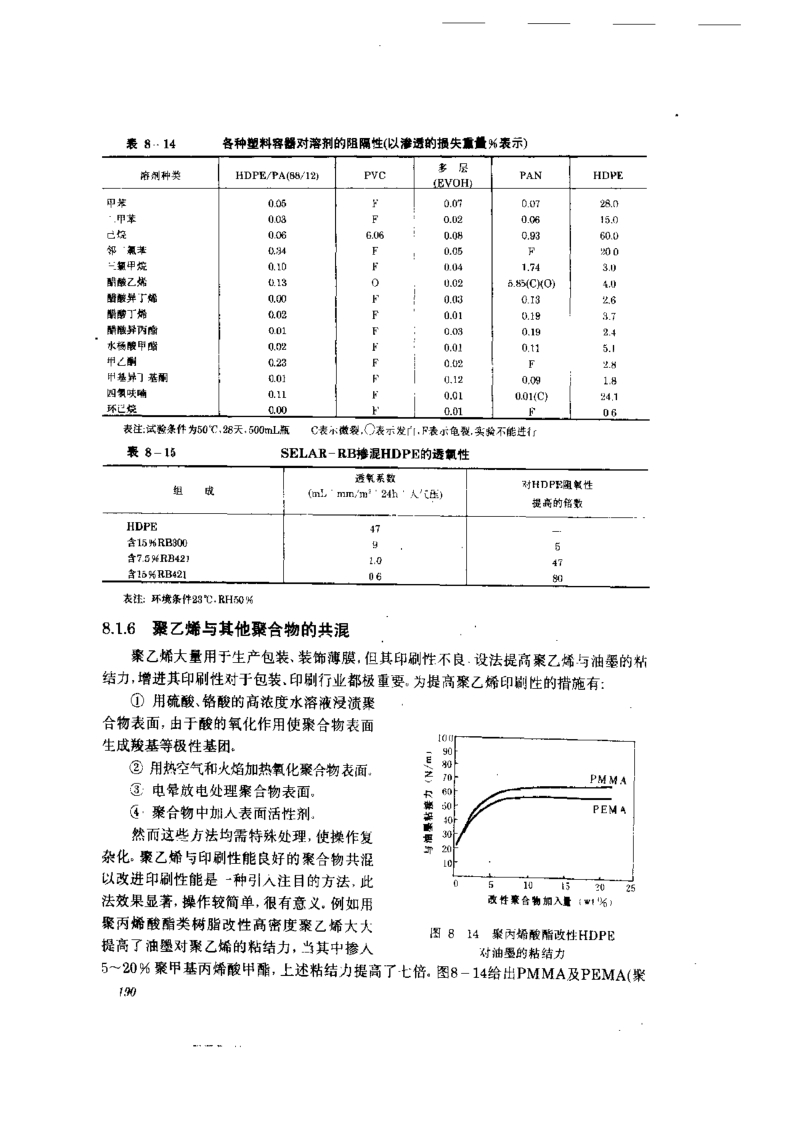 表 8-14 各种塑料容器对溶剂的阻隔性(以渗透的损失重量%表示)
溶剂种类 HDPE/PA(88/12) PVC 多层(EVOH) PAN HDPE
甲苯 0.05 F 0.07 0.07 28.0
二甲苯 0.03 F 0.02 0.06 15.0
己烷 0.06 6.06 0.08 0.93 60.0
邻二氯苯 0.34 F 0.05 F 20.0
三氯甲烷 0.10 F 0.04 1.74 3.0
醋酸乙烯 0.13 O 0.02 5.85(C)(O) 4.0
醋酸异丁烯 0.00 F 0.03 0.13 2.6
醋酸丁烯 0.02 F 0.01 0.19 3.7
醋酸异丙酯 0.01 F 0.03 0.19 2.4
水杨酸甲酯 0.02 F 0.01 0.11 5.1
甲乙酮 0.23 F 0.02 F 2.8
甲基异丁基酮 0.01 F 0.12 0.09 1.8
四氢呋喃 0.11 F 0.01 0.01(C) 24.1
环己烷 0.00 F 0.01 F 0.6
表注:试验条件为50℃,28天,500mL瓶 C表示微裂,〇表示发白,F表示龟裂,实验不能进行
表 8-15 SELAR-RB掺混HDPE的透氧性
组成 透氧系数 对HDPE阻氧性
(mL·mm/m²·24h·大气压) 提高的倍数
HDPE 47 —
含15%RB300 9 5
含7.5%RB421 1.0 47
含15%RB421 0.6 80
表注: 环境条件23℃,RH50%
8.1.6 聚乙烯与其他聚合物的共混
聚乙烯大量用于生产包装、装饰薄膜,但其印刷性不良.设法提高聚乙烯与油墨的粘
结力,增进其印刷性对于包装、印刷行业都极重要。为提高聚乙烯印刷性的措施有:
① 用硫酸、铬酸的高浓度水溶液浸渍聚
合物表面,由于酸的氧化作用使聚合物表面
生成羧基等极性基团。
② 用热空气和火焰加热氧化聚合物表面。
③ 电晕放电处理聚合物表面。
④ 聚合物中加入表面活性剂。
然而这些方法均需特殊处理,使操作复
杂化。聚乙烯与印刷性能良好的聚合物共混
以改进印刷性能是一种引入注目的方法,此
法效果显著,操作较简单,很有意义。例如用
聚丙烯酸酯类树脂改性高密度聚乙烯大大
提高了油墨对聚乙烯的粘结力,当其中掺入
与油墨粘接力 (N/m)
100
90
80
70
60
50
40
30
20
10
PMMA
PEMA
0 5 10 15 20 25
改性聚合物加入量 (wt%)
图 8 14 聚丙烯酸酯改性HDPE
对油墨的粘结力
5~20%聚甲基丙烯酸甲酯,上述粘结力提高了七倍。图8-14给出PMMA及PEMA(聚
190